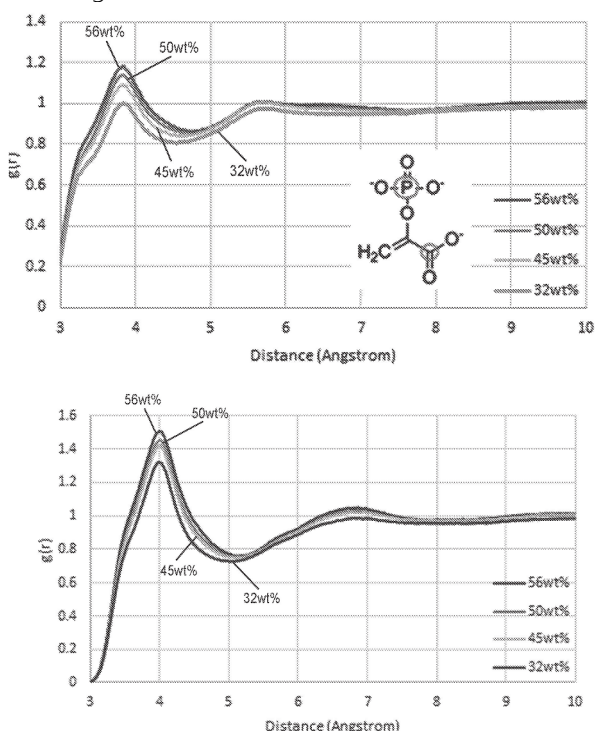 1.4
1.2
1
0.8
0.6
0.4
0.2
0
g(r)
56wt%
50wt%
45wt%
32wt%
O
-O-P-O-
O
H₂C
O-
O
56wt%
50wt%
45wt%
32wt%
3 4 5 6 7 8 9 10
Distance (Angstrom)
1.6
1.4
1.2
1
0.8
0.6
0.4
0.2
0
g(r)
56wt%
50wt%
45wt%
32wt%
56wt%
50wt%
45wt%
32wt%
3 4 5 6 7 8 9 10
Distance (Angstrom)